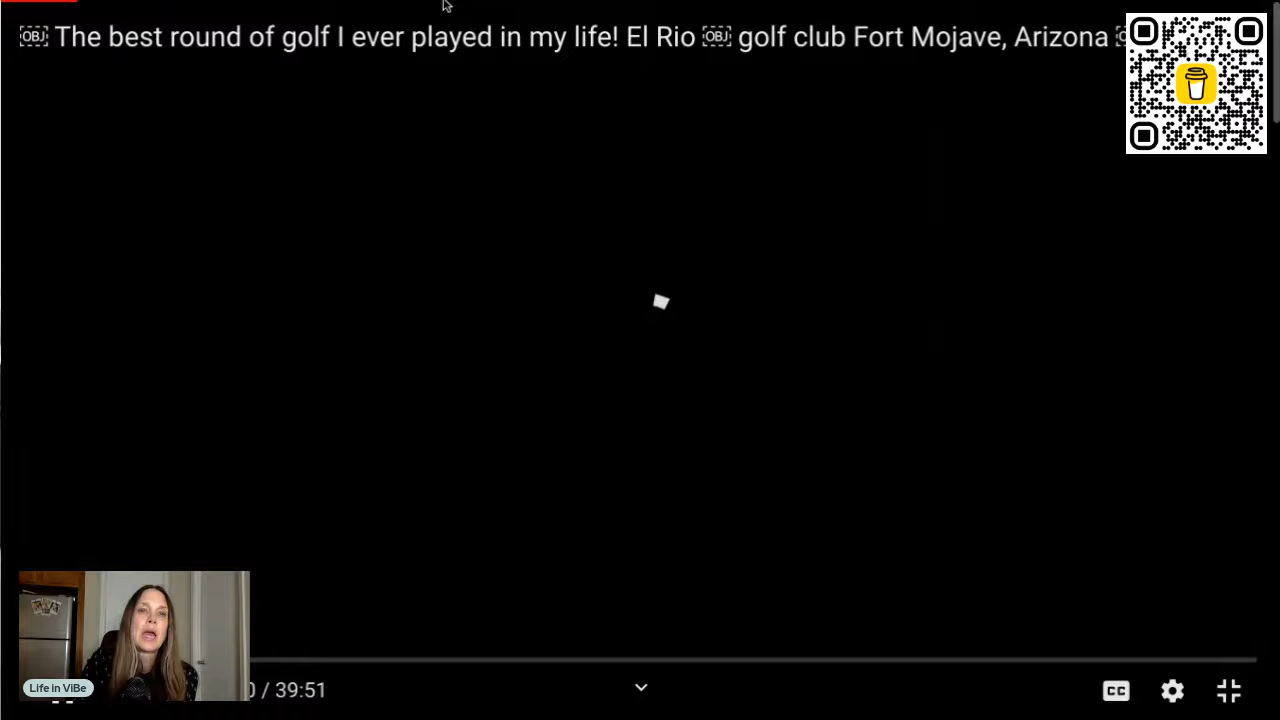 The best round of golf I ever played in my life! El Rio golf club Fort Mojave, Arizona
Life in ViBe
/ 39:51
CC